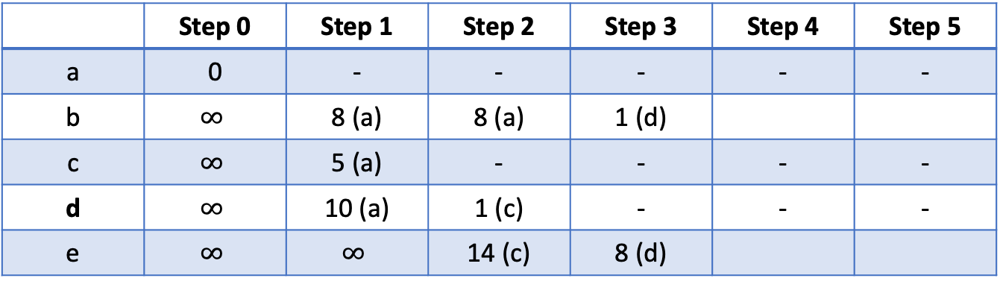 Step 0 Step 1 Step 2 Step 3 Step 4 Step 5
a 0 - - - - -
b ∞ 8 (a) 8 (a) 1 (d)
c ∞ 5 (a) - - - -
d ∞ 10 (a) 1 (c) - - -
e ∞ ∞ 14 (c) 8 (d)